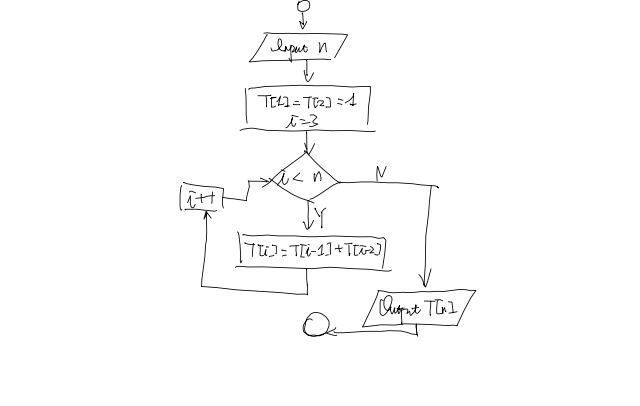 Input n
T[1]=T[2]=1
i=3
i < n
N
i++
Y
T[i]=T[i-1]+T[i-2]
Output T[n]